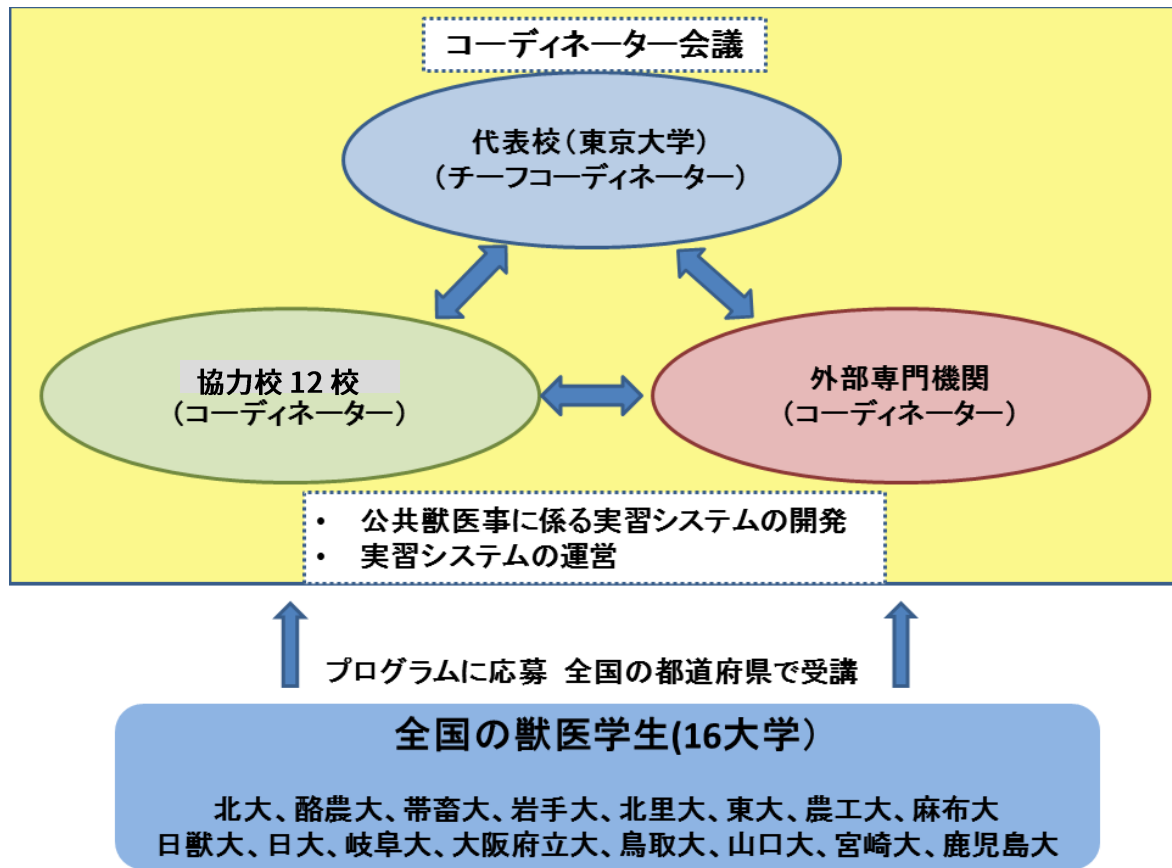 コーディネーター会議
代表校(東京大学)
(チーフコーディネーター)
協力校 12 校
(コーディネーター)
外部専門機関
(コーディネーター)
• 公共獣医事に係る実習システムの開発
• 実習システムの運営
プログラムに応募 全国の都道府県で受講
全国の獣医学生(16大学)
北大、酪農大、帯畜大、岩手大、北里大、東大、農工大、麻布大
日獣大、日大、岐阜大、大阪府立大、鳥取大、山口大、宮崎大、鹿児島大